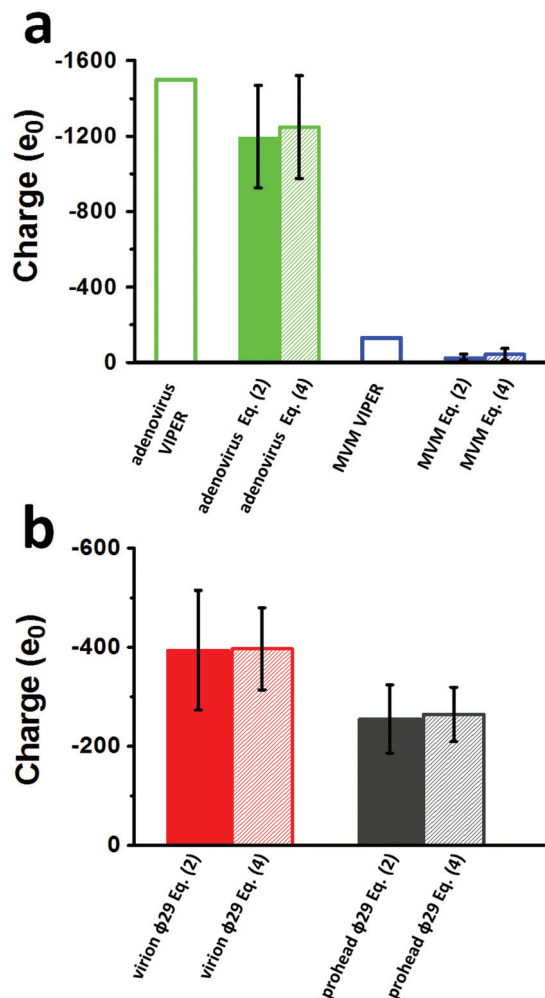 a
Charge (e0)
-1600
-1200
-800
-400
0
adenovirus
VIPER
adenovirus Eq. (2)
adenovirus Eq. (4)
MVM VIPER
MVM Eq. (2)
MVM Eq. (4)
b
Charge (e0)
-600
-400
-200
0
virion ϕ29 Eq. (2)
virion ϕ29 Eq. (4)
prohead ϕ29 Eq. (2)
prohead ϕ29 Eq. (4)